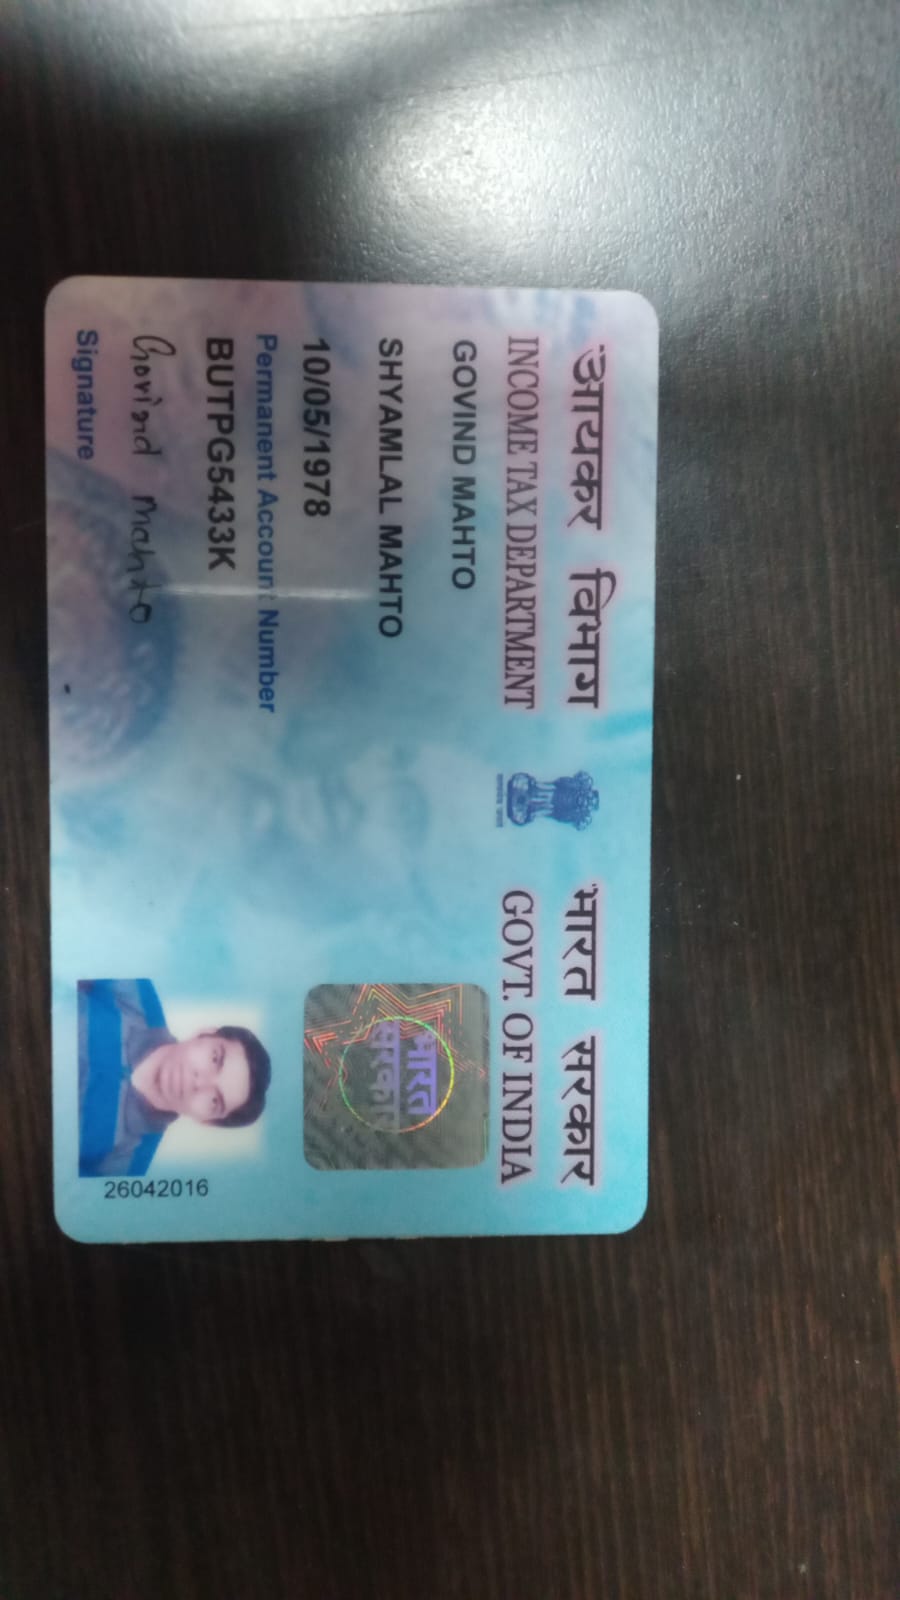 आयकर विभाग
INCOME TAX DEPARTMENT
भारत सरकार
GOVT. OF INDIA
GOVIND MAHTO
SHYAMLAL MAHTO
10/05/1978
Permanent Account Number
BUTPG5433K
Govind Mahto
Signature
भारत
सरकार
26042016